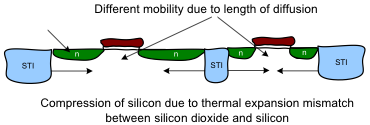 Different mobility due to length of diffusion
n n n n
STI STI STI
Compression of silicon due to thermal expansion mismatch
between silicon dioxide and silicon